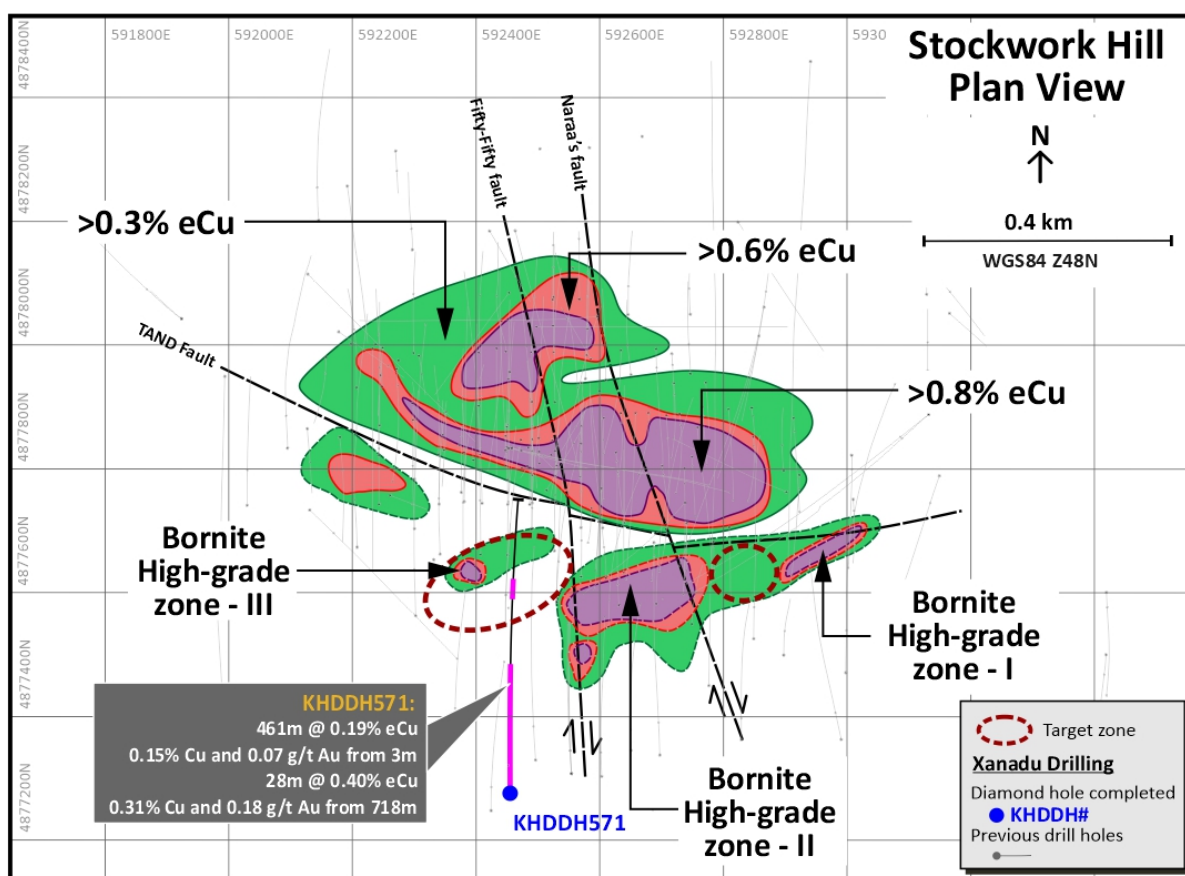 591800E
592000E
592200E
592400E
592600E
592800E
5930
Stockwork Hill
Plan View
N
0.4 km
WGS84 Z48N
4878400N
4878200N
4878000N
4877800N
4877600N
4877400N
4877200N
Fifty-Fifty fault
Naraa's fault
>0.3% eCu
>0.6% eCu
TAND Fault
>0.8% eCu
Bornite
High-grade
zone - III
Bornite
High-grade
zone - I
KHDDH571:
461m @ 0.19% eCu
0.15% Cu and 0.07 g/t Au from 3m
28m @ 0.40% eCu
0.31% Cu and 0.18 g/t Au from 718m
KHDDH571
Bornite
High-grade
zone - II
Target zone
Xanadu Drilling
Diamond hole completed
KHDDH#
Previous drill holes